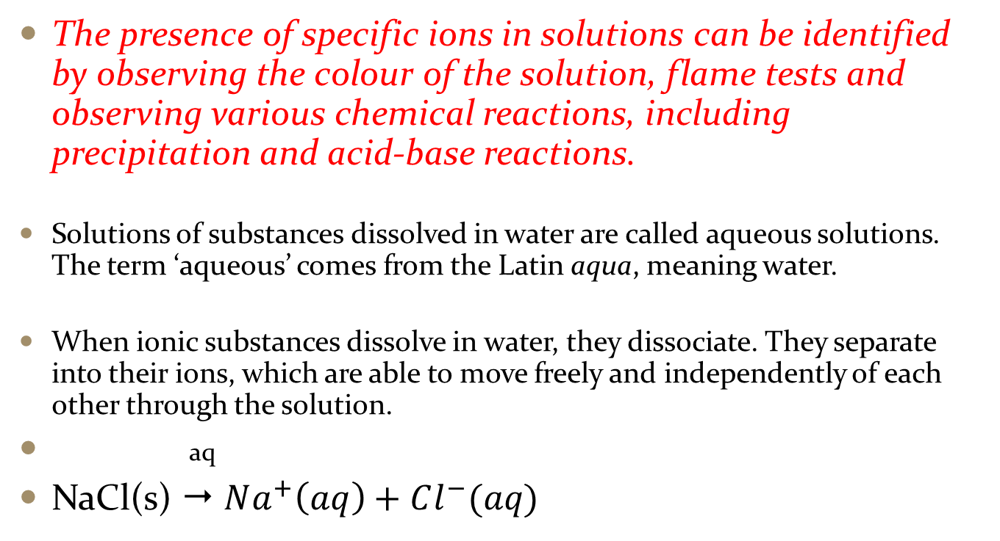 The presence of specific ions in solutions can be identified
by observing the colour of the solution, flame tests and
observing various chemical reactions, including
precipitation and acid-base reactions.
Solutions of substances dissolved in water are called aqueous solutions.
The term ‘aqueous’ comes from the Latin aqua, meaning water.
When ionic substances dissolve in water, they dissociate. They separate
into their ions, which are able to move freely and independently of each
other through the solution.
aq
NaCl(s) → Na⁺(aq) + Cl⁻(aq)